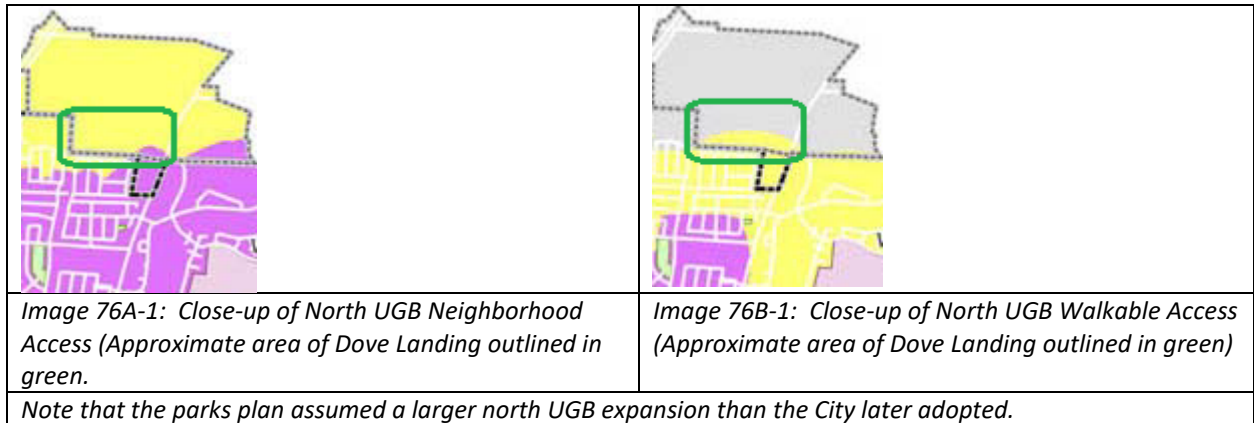 Image 76A-1:  Close-up of North UGB Neighborhood
Access (Approximate area of Dove Landing outlined in
green.
Image 76B-1:  Close-up of North UGB Walkable Access
(Approximate area of Dove Landing outlined in green)
Note that the parks plan assumed a larger north UGB expansion than the City later adopted.